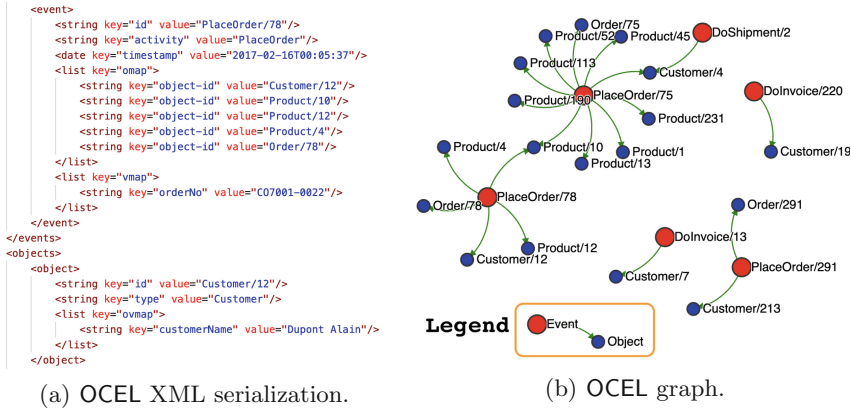 <event>
<string key="id" value="PlaceOrder/78"/>
<string key="activity" value="PlaceOrder"/>
<date key="timestamp" value="2017-02-16T00:05:37"/>
<list key="omap">
<string key="object-id" value="Customer/12"/>
<string key="object-id" value="Product/10"/>
<string key="object-id" value="Product/12"/>
<string key="object-id" value="Product/4"/>
<string key="object-id" value="Order/78"/>
</list>
<list key="vmap">
<string key="orderNo" value="CO7001-0022"/>
</list>
</event>
</events>
<objects>
<object>
<string key="id" value="Customer/12"/>
<string key="type" value="Customer"/>
<list key="ovmap">
<string key="customerName" value="Dupont Alain"/>
</list>
</object>
(a) OCEL XML serialization.
Order/75
Product/52
Product/45
DoShipment/2
Product/113
Customer/4
Product/190
PlaceOrder/75
DoInvoice/220
Product/231
Product/4
Product/10
Product/1
Customer/19
Product/13
PlaceOrder/78
Order/78
Order/291
Product/12
DoInvoice/13
Customer/12
PlaceOrder/291
Customer/7
Customer/213
Legend
Event
Object
(b) OCEL graph.